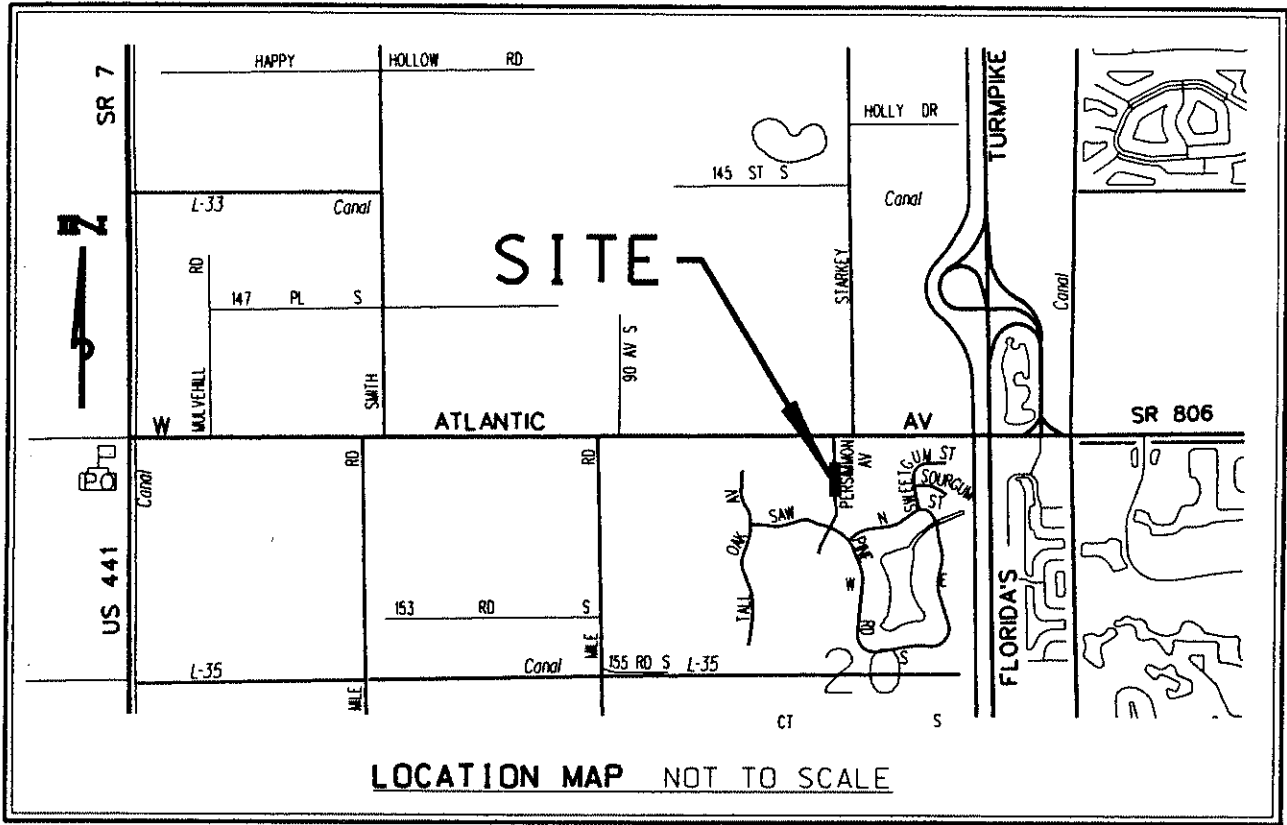 HAPPY HOLLOW RD
SR 7
TURMPIKE
HOLLY DR
145 ST S
L-33 Canal
Canal
N
SITE
MULVEHILL RD
147 PL S
SMITH
90 AV S
STARKEY
Canal
W ATLANTIC AV SR 806
RD
RD
PERSIMMON AV
SWEETGUM ST
SOURGUM ST
Canal
TALL OAK AV
SAW
PINE
N
W
E
RD
S
US 441
153 RD S
MILE
FLORIDA'S
L-35 Canal 155 RD S L-35
20
MILE
CT S
LOCATION MAP NOT TO SCALE